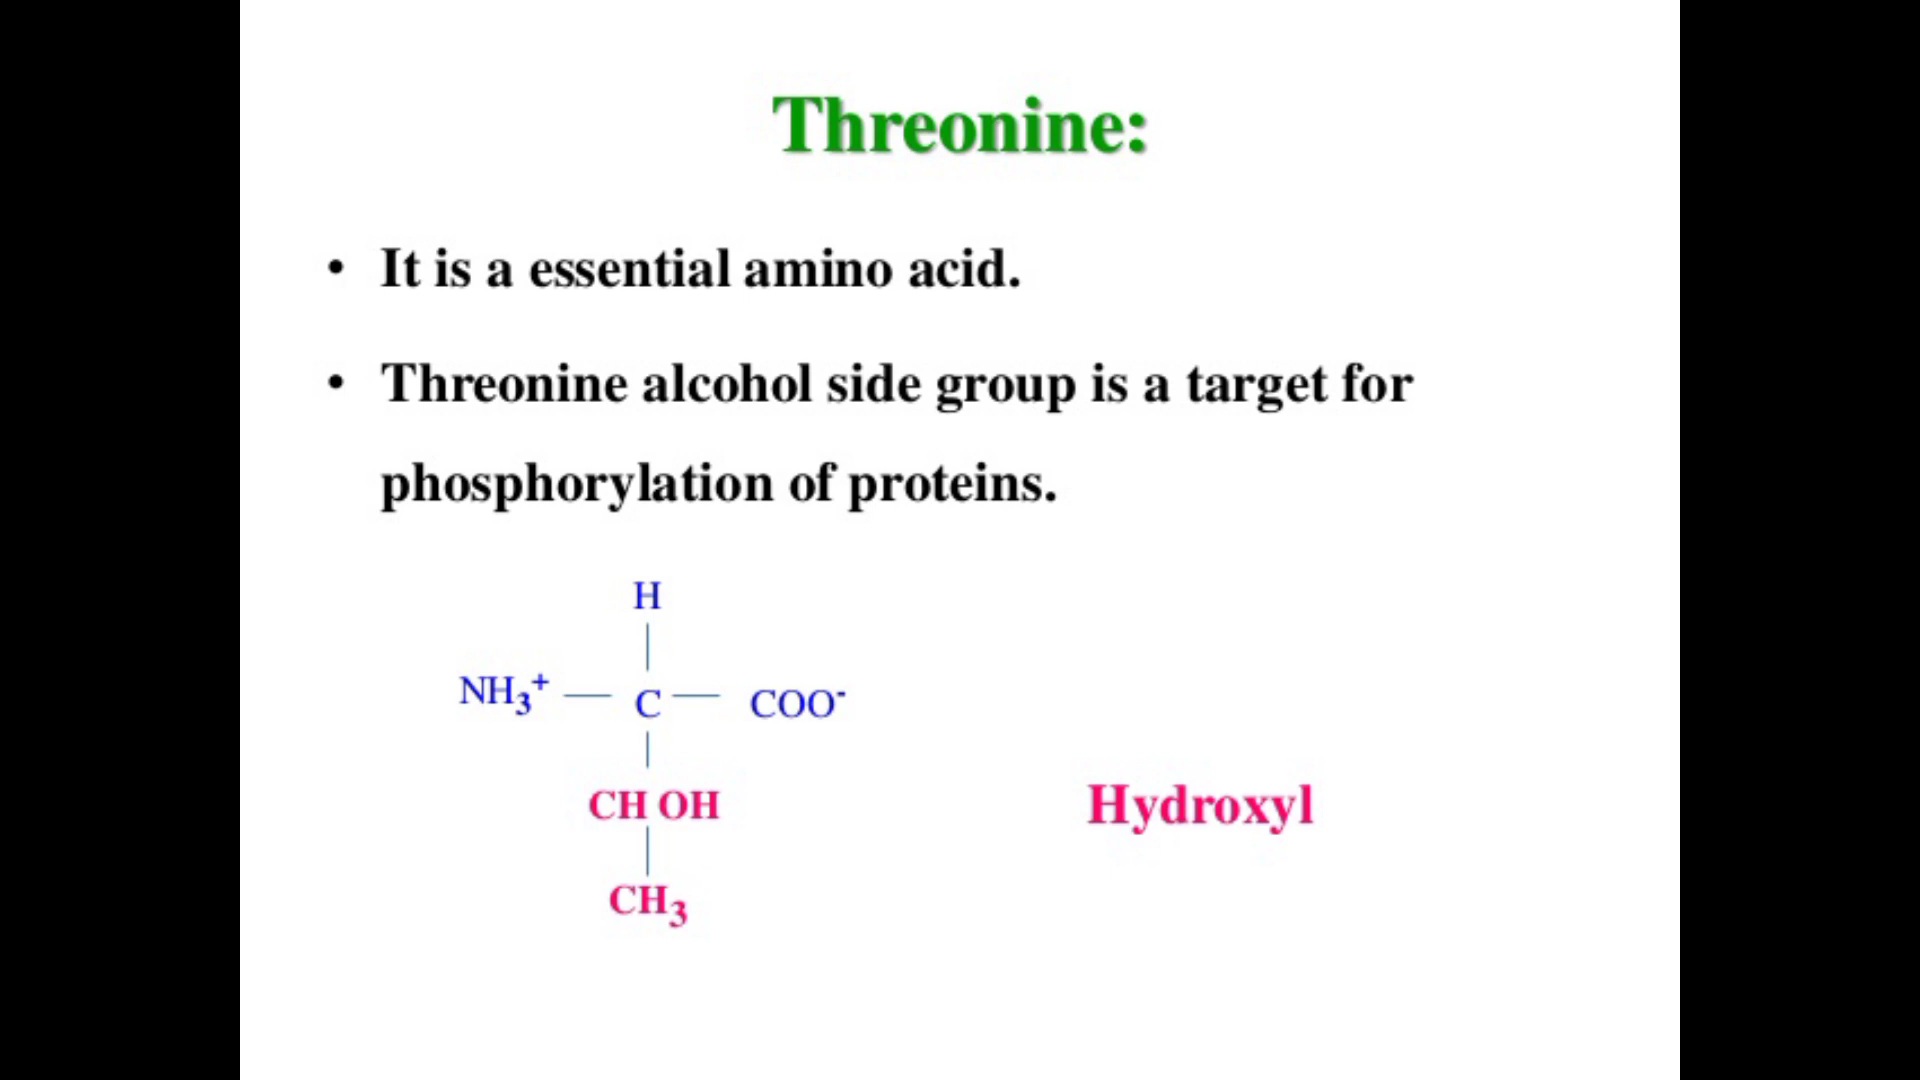 Threonine:
• It is a essential amino acid.
• Threonine alcohol side group is a target for
phosphorylation of proteins.
H
NH₃⁺ — C — COO⁻
CH OH
Hydroxyl
CH₃